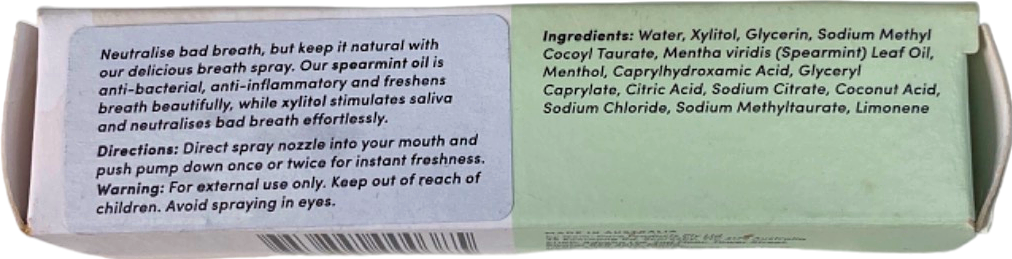 Neutralise bad breath, but keep it natural with
our delicious breath spray. Our spearmint oil is
anti-bacterial, anti-inflammatory and freshens
breath beautifully, while xylitol stimulates saliva
and neutralises bad breath effortlessly.
Directions: Direct spray nozzle into your mouth and
push pump down once or twice for instant freshness.
Warning: For external use only. Keep out of reach of
children. Avoid spraying in eyes.
Ingredients: Water, Xylitol, Glycerin, Sodium Methyl
Cocoyl Taurate, Mentha viridis (Spearmint) Leaf Oil,
Menthol, Caprylhydroxamic Acid, Glyceryl
Caprylate, Citric Acid, Sodium Citrate, Coconut Acid,
Sodium Chloride, Sodium Methyltaurate, Limonene
MADE IN AUSTRALIA
Australia